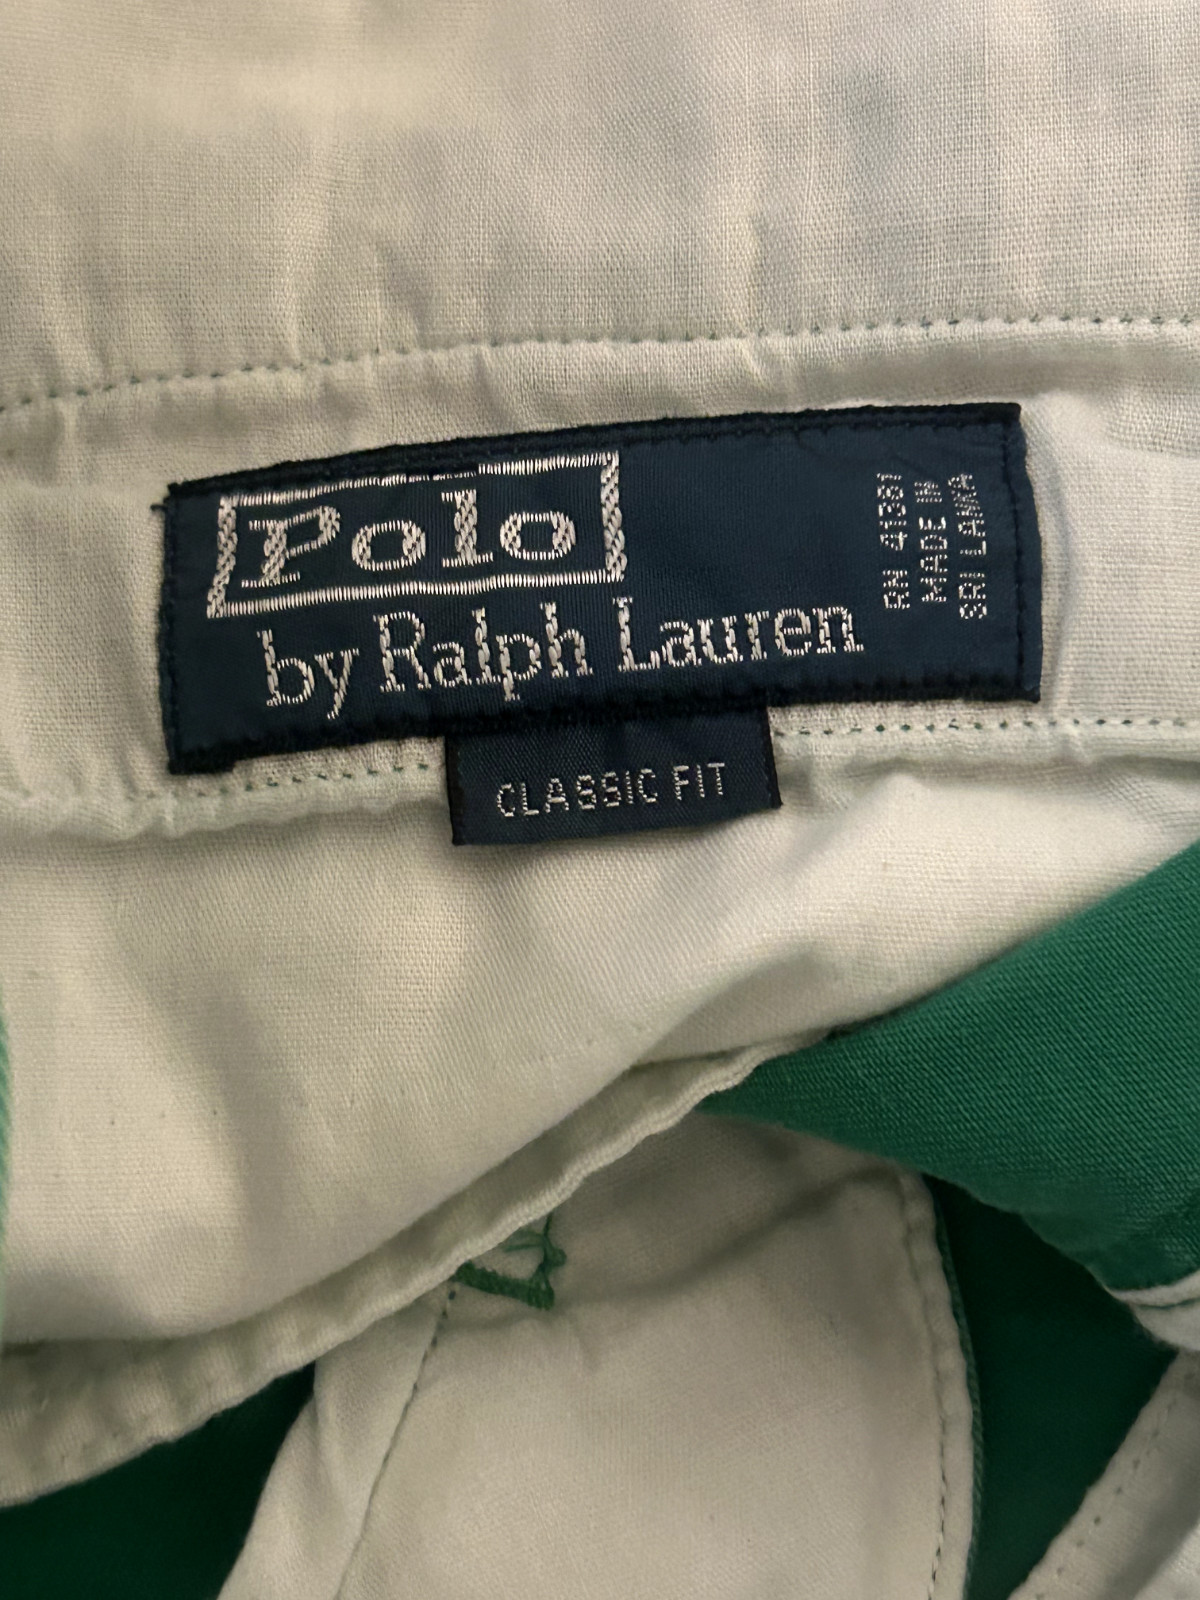 Polo
by Ralph Lauren
RN 41381
MADE IN
SRI LANKA
CLASSIC FIT